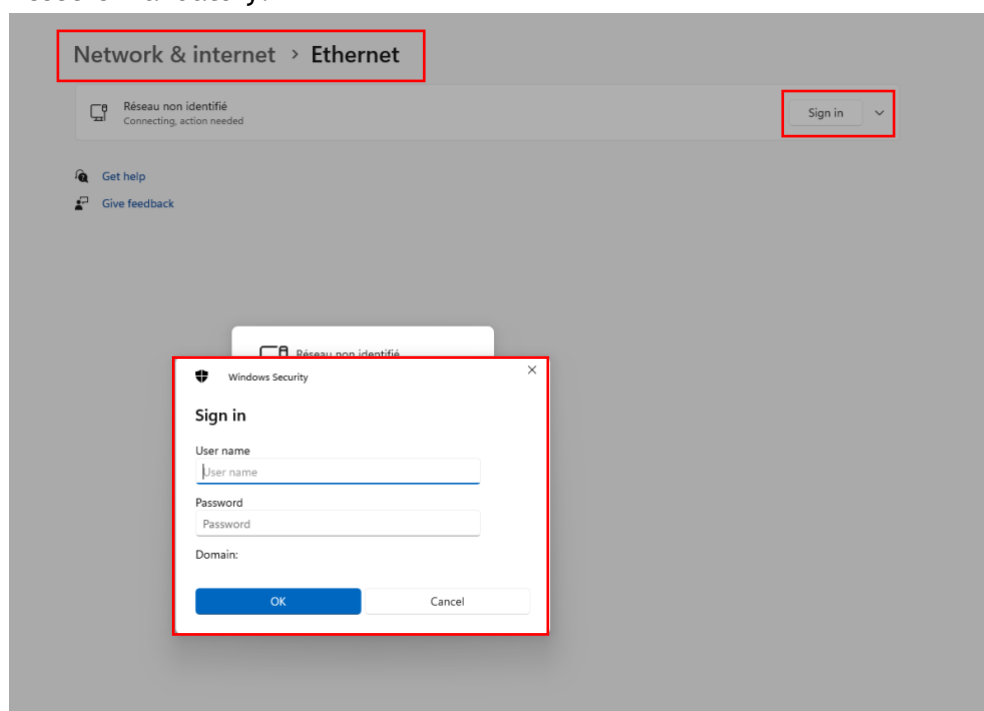 Network & internet > Ethernet
Réseau non identifié
Connecting, action needed
Sign in
Get help
Give feedback
Réseau non identifié
Windows Security
Sign in
User name
User name
Password
Password
Domain:
OK
Cancel